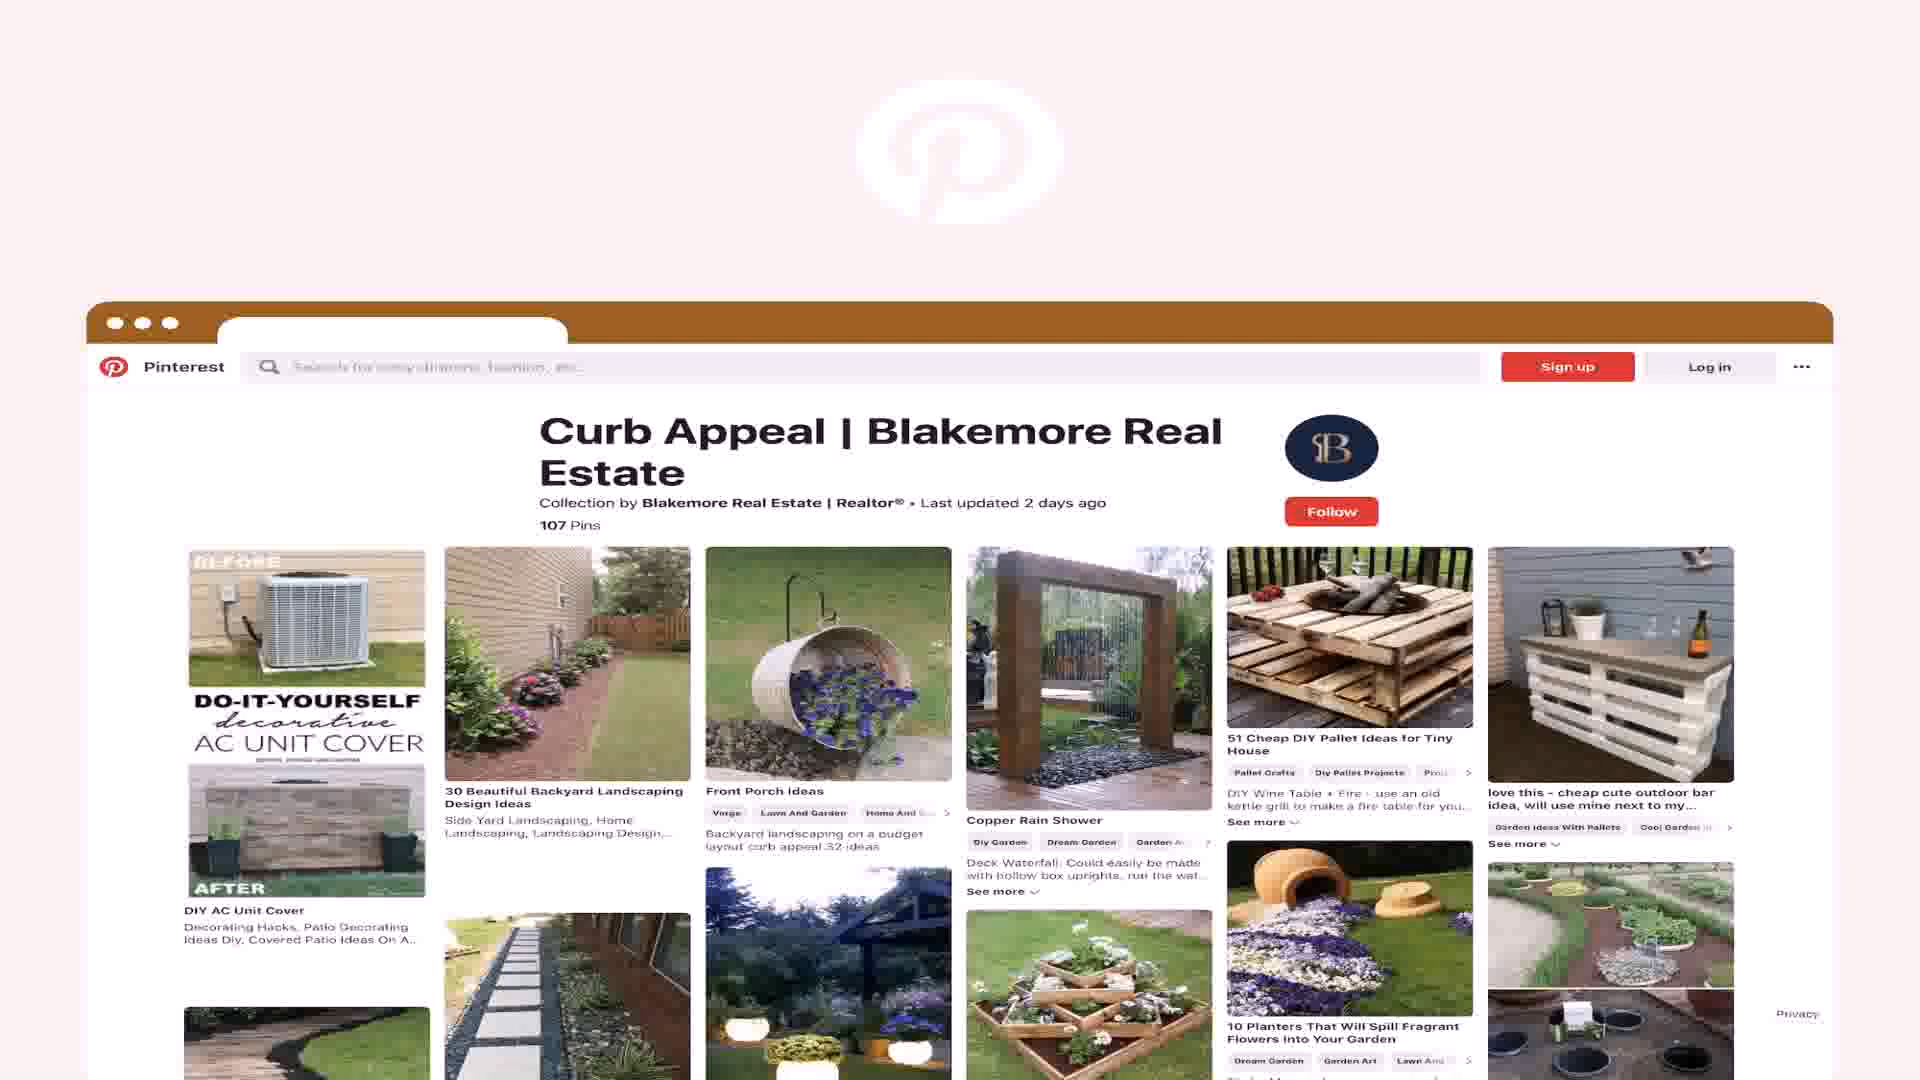 Pinterest
Sign up
Log in
Curb Appeal | Blakemore Real
Estate
Collection by Blakemore Real Estate | Realtor® • Last updated 2 days ago
107 Pins
B
Follow
BEFORE
DO-IT-YOURSELF
decorative
AC UNIT COVER
AFTER
DIY AC Unit Cover
Decorating Hacks, Patio Decorating
Ideas Diy, Covered Patio Ideas On A...
30 Beautiful Backyard Landscaping
Design Ideas
Side Yard Landscaping, Home
Landscaping, Landscaping Design,...
Front Porch Ideas
Verge
Lawn And Garden
Home And
Backyard landscaping on a budget
layout curb appeal 32 ideas
Copper Rain Shower
Diy Garden
Dream Garden
Garden
Deck Waterfall: Could easily be made
with hollow box uprights, run the wat...
See more
51 Cheap DIY Pallet Ideas for Tiny
House
Pallet Crafts
Diy Pallet Projects
DIY Wine Table + Fire - use an old
kettle grill to make a fire table for you...
See more
10 Planters That Will Spill Fragrant
Flowers Into Your Garden
Dream Garden
Garden Art
Lawn And
love this - cheap cute outdoor bar
idea, will use mine next to my...
Garden Ideas With Pallets
Cool Garden
See more
Privacy